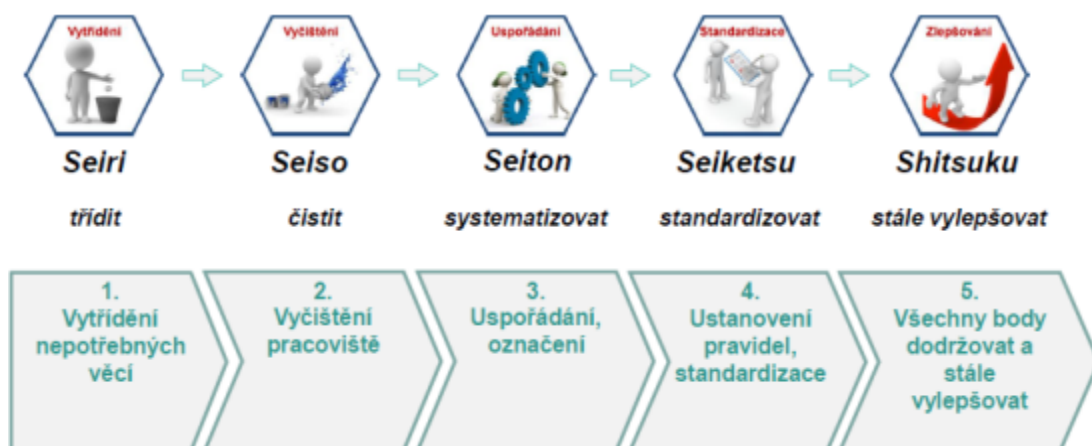 Vytřídění
Vyčištění
Uspořádání
Standardizace
Zlepšování
Seiri
Seiso
Seiton
Seiketsu
Shitsuku
třídit
čistit
systematizovat
standardizovat
stále vylepšovat
1.
Vytřídění
nepotřebných
věcí
2.
Vyčištění
pracoviště
3.
Uspořádání,
označení
4.
Ustanovení
pravidel,
standardizace
5.
Všechny body
dodržovat a
stále
vylepšovat